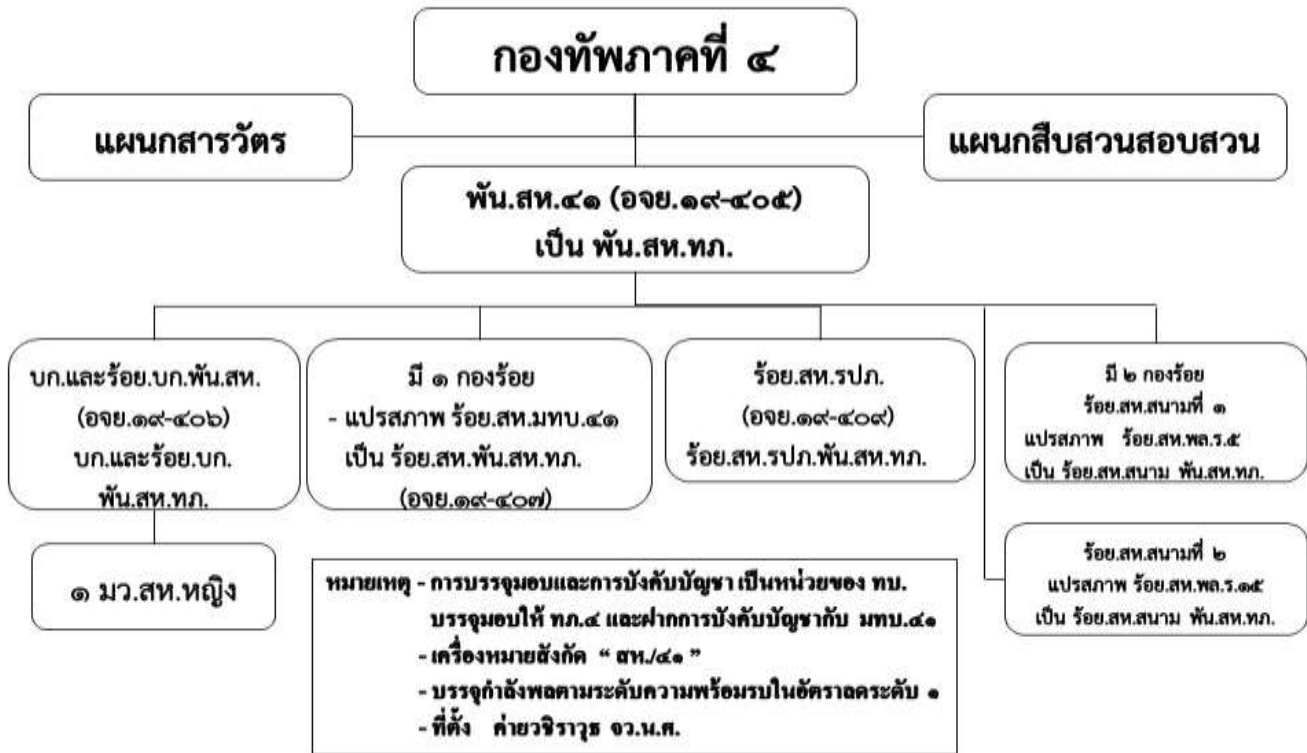 กองทัพภาคที่ ๔
แผนกสารวัตร
แผนกสืบสวนสอบสวน
พัน.สห.๔๑ (อจย.๑๙-๔๐๕)
เป็น พัน.สห.ทภ.
บก.และร้อย.บก.พัน.สห.
(อจย.๑๙-๔๐๖)
บก.และร้อย.บก.
พัน.สห.ทภ.
มี ๑ กองร้อย
- แปรสภาพ ร้อย.สห.มทบ.๔๑
เป็น ร้อย.สห.พัน.สห.ทภ.
(อจย.๑๙-๔๐๗)
ร้อย.สห.รปภ.
(อจย.๑๙-๔๐๙)
ร้อย.สห.รปภ.พัน.สห.ทภ.
มี ๒ กองร้อย
ร้อย.สห.สนามที่ ๑
แปรสภาพ ร้อย.สห.พล.ร.๕
เป็น ร้อย.สห.สนาม พัน.สห.ทภ.
๑ มว.สห.หญิง
ร้อย.สห.สนามที่ ๒
แปรสภาพ ร้อย.สห.พล.ร.๑๕
เป็น ร้อย.สห.สนาม พัน.สห.ทภ.
หมายเหตุ - การบรรจุมอบและการบังคับบัญชา เป็นหน่วยของ ทบ.
บรรจุมอบให้ ทภ.๔ และฝากการบังคับบัญชากับ มทบ.๔๑
- เครื่องหมายสังกัด “ สห./๔๑ ”
- บรรจุกำลังพลตามระดับความพร้อมรบในอัตราลดระดับ ๑
- ที่ตั้ง ค่ายวชิราวุธ จว.น.ศ.